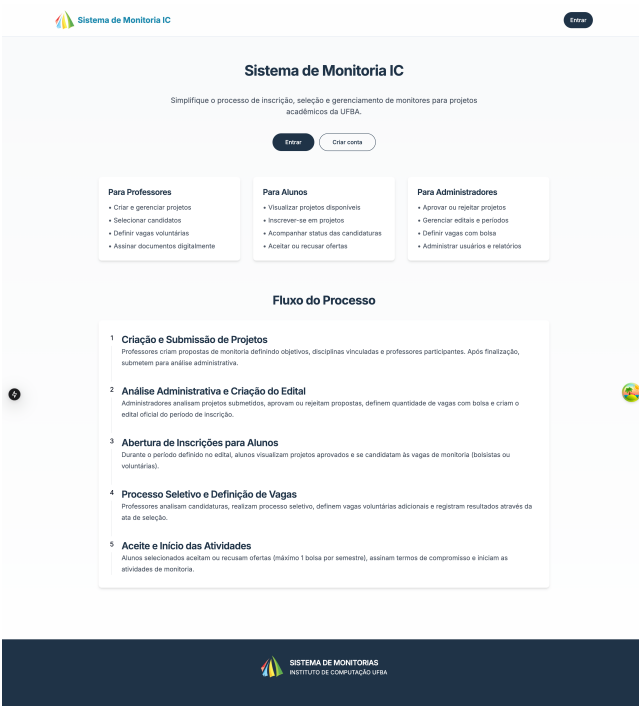 Sistema de Monitoria IC
Entrar
Sistema de Monitoria IC
Simplifique o processo de inscrição, seleção e gerenciamento de monitores para projetos
acadêmicos da UFBA.
Entrar
Criar conta
Para Professores
• Criar e gerenciar projetos
• Selecionar candidatos
• Definir vagas voluntárias
• Assinar documentos digitalmente
Para Alunos
• Visualizar projetos disponíveis
• Inscrever-se em projetos
• Acompanhar status das candidaturas
• Aceitar ou recusar ofertas
Para Administradores
• Aprovar ou rejeitar projetos
• Gerenciar editais e períodos
• Definir vagas com bolsa
• Administrar usuários e relatórios
Fluxo do Processo
1 Criação e Submissão de Projetos
Professores criam propostas de monitoria definindo objetivos, disciplinas vinculadas e professores participantes. Após finalização,
submetem para análise administrativa.
2 Análise Administrativa e Criação do Edital
Administradores analisam projetos submetidos, aprovam ou rejeitam propostas, definem quantidade de vagas com bolsa e criam o
edital oficial do período de inscrição.
3 Abertura de Inscrições para Alunos
Durante o período definido no edital, alunos visualizam projetos aprovados e se candidatam às vagas de monitoria (bolsistas ou
voluntárias).
4 Processo Seletivo e Definição de Vagas
Professores analisam candidaturas, realizam processo seletivo, definem vagas voluntárias adicionais e registram resultados através da
ata de seleção.
5 Aceite e Início das Atividades
Alunos selecionados aceitam ou recusam ofertas (máximo 1 bolsa por semestre), assinam termos de compromisso e iniciam as
atividades de monitoria.
SISTEMA DE MONITORIAS
INSTITUTO DE COMPUTAÇÃO UFBA